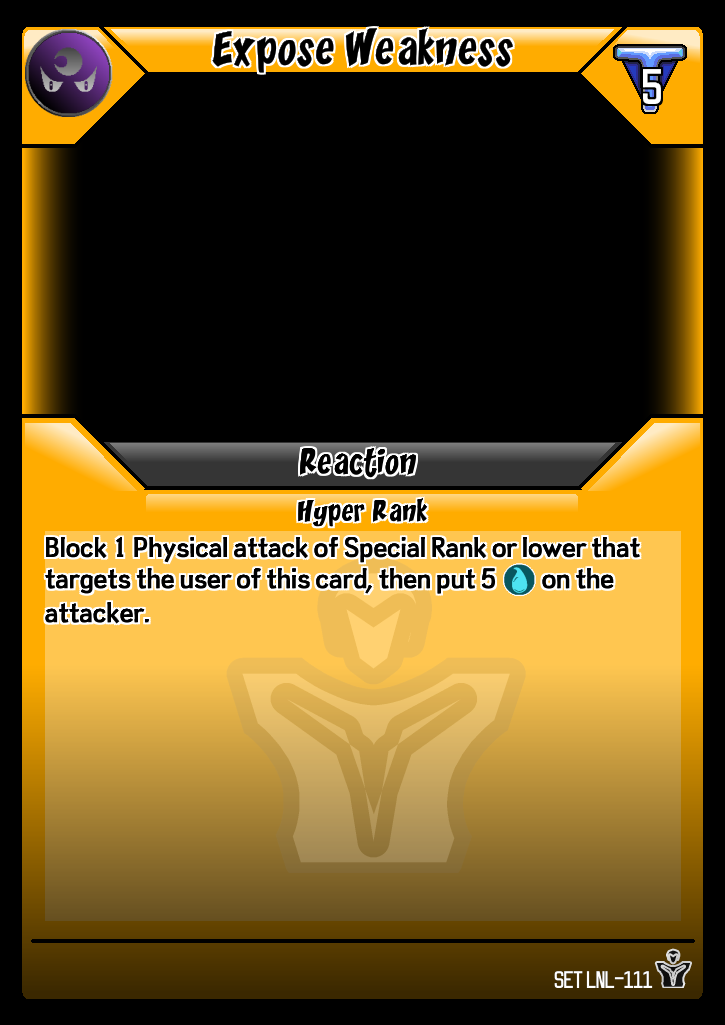 Expose Weakness
5
Reaction
Hyper Rank
Block 1 Physical attack of Special Rank or lower that
targets the user of this card, then put 5 on the
attacker.
SET LNL-111